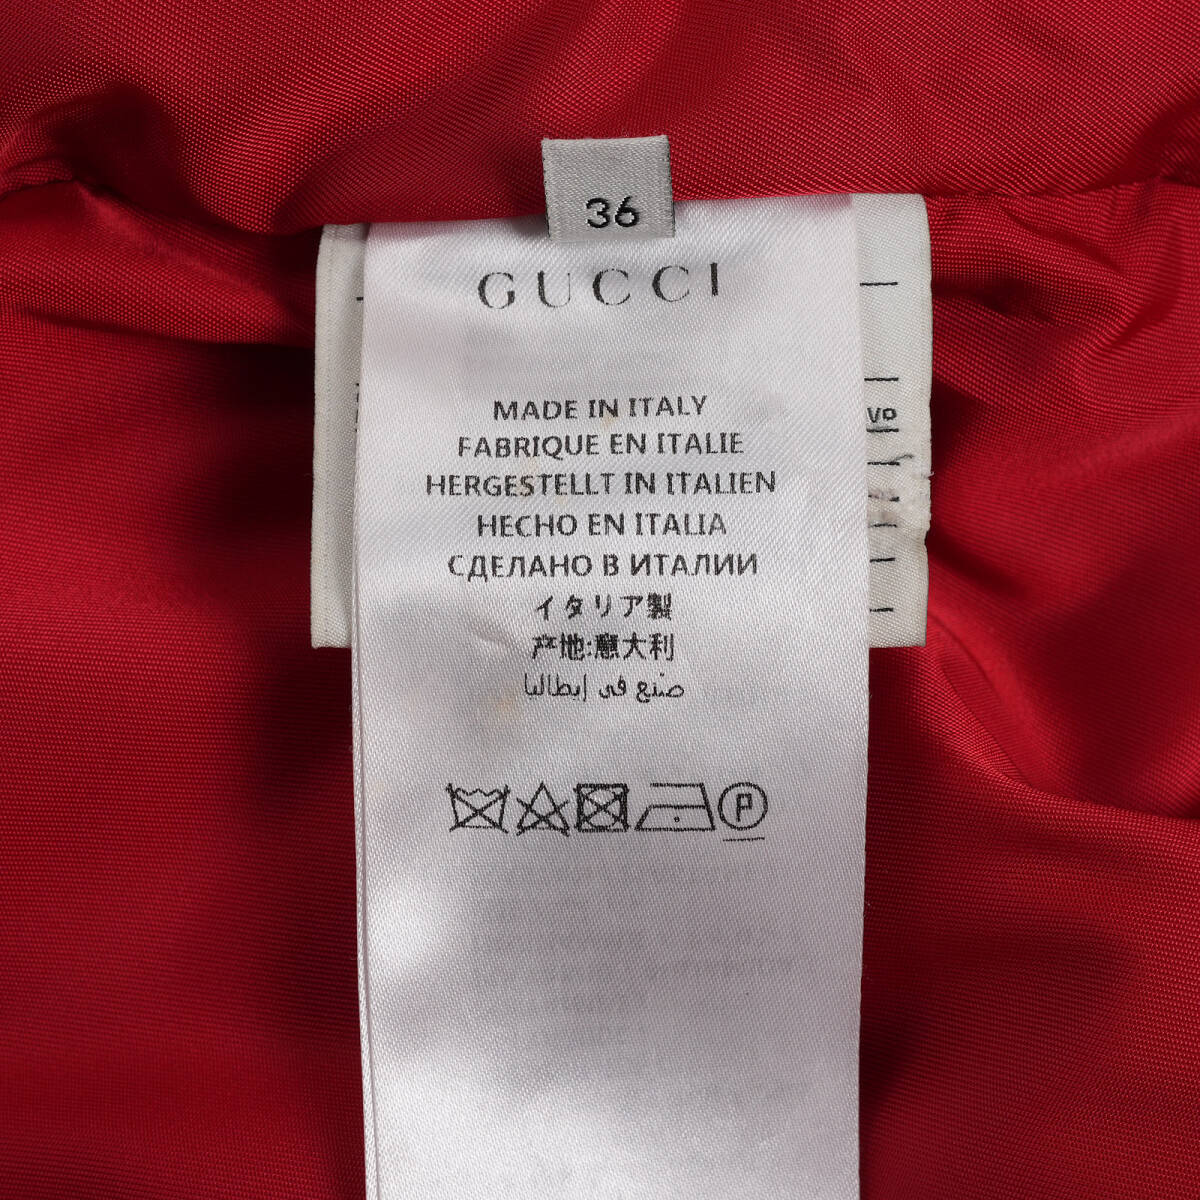 36
GUCCI
MADE IN ITALY
FABRIQUE EN ITALIE
HERGESTELLT IN ITALIEN
HECHO EN ITALIA
СДЕЛАНО В ИТАЛИИ
イタリア製
产地:意大利
صنع في إيطاليا
P